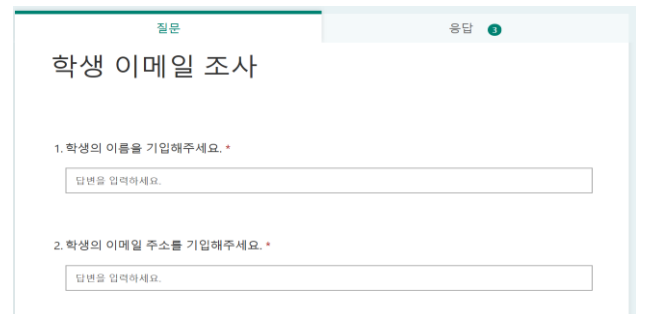 질문
응답 3
학생 이메일 조사
1. 학생의 이름을 기입해주세요. *
답변을 입력하세요.
2. 학생의 이메일 주소를 기입해주세요. *
답변을 입력하세요.